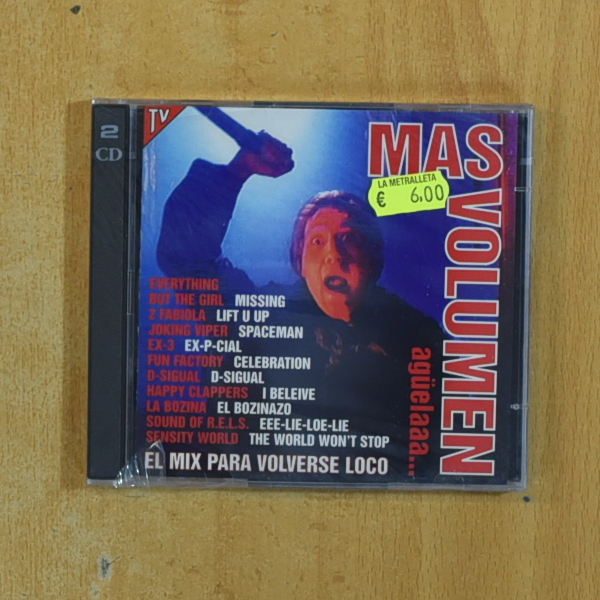 2
CD
TV
MAS
VOLUMEN
agüelaaa...
LA METRALLETA
€ 6,00
EVERYTHING
BUT THE GIRL MISSING
2 FABIOLA LIFT U UP
JOKING VIPER SPACEMAN
EX-3 EX-P-CIAL
FUN FACTORY CELEBRATION
D-SIGUAL D-SIGUAL
HAPPY CLAPPERS I BELEIVE
LA BOZINA EL BOZINAZO
SOUND OF R.E.L.S. EEE-LIE-LOE-LIE
SENSITY WORLD THE WORLD WON'T STOP
EL MIX PARA VOLVERSE LOCO